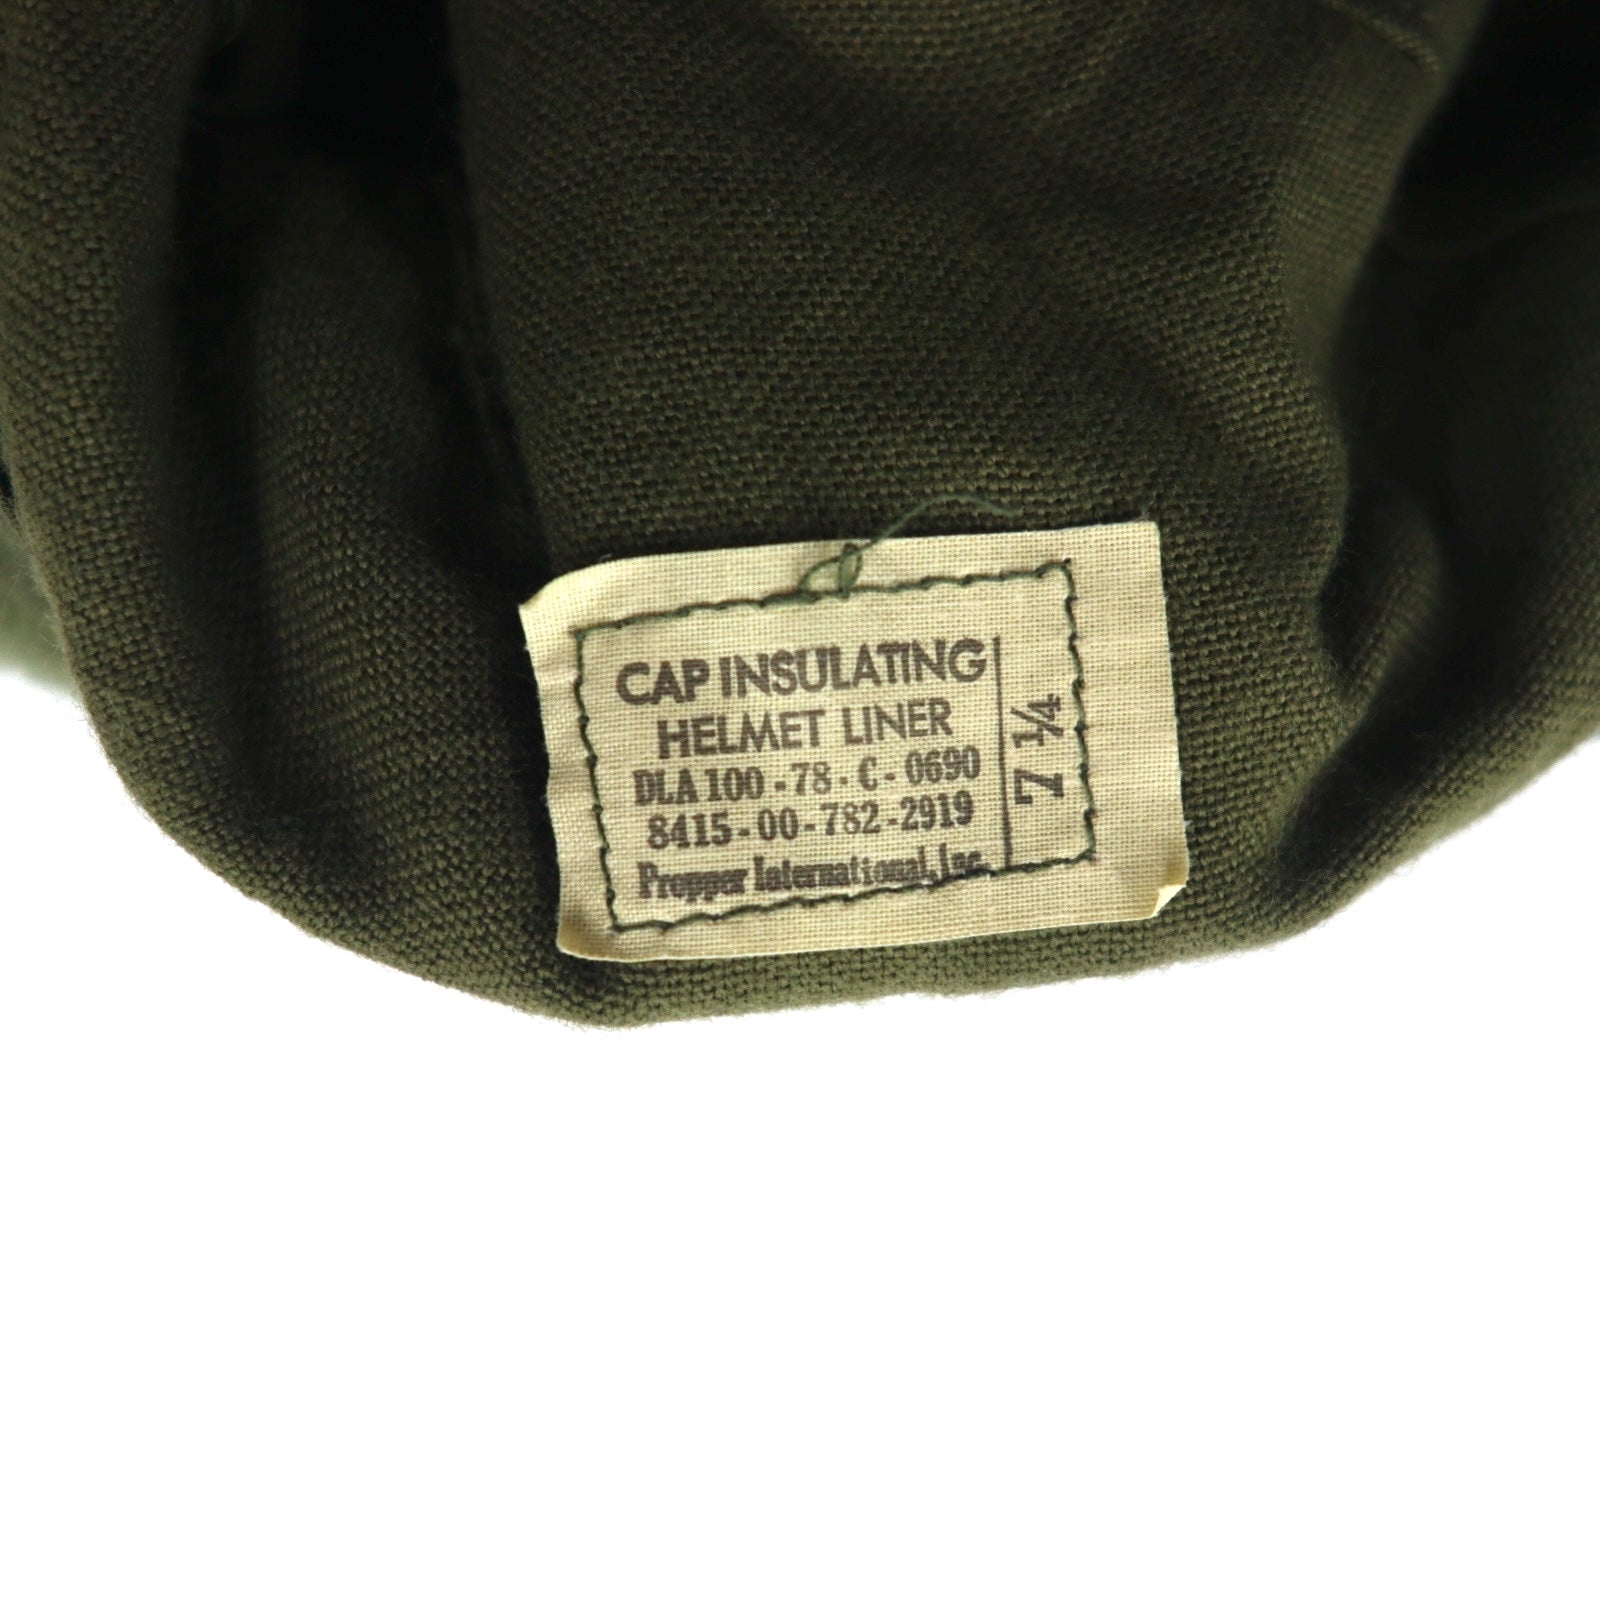 CAP INSULATING
HELMET LINER
DLA 100 - 78 - C - 0690
8415 - 00 - 782 - 2919
Propper International, Inc.
7 1/4